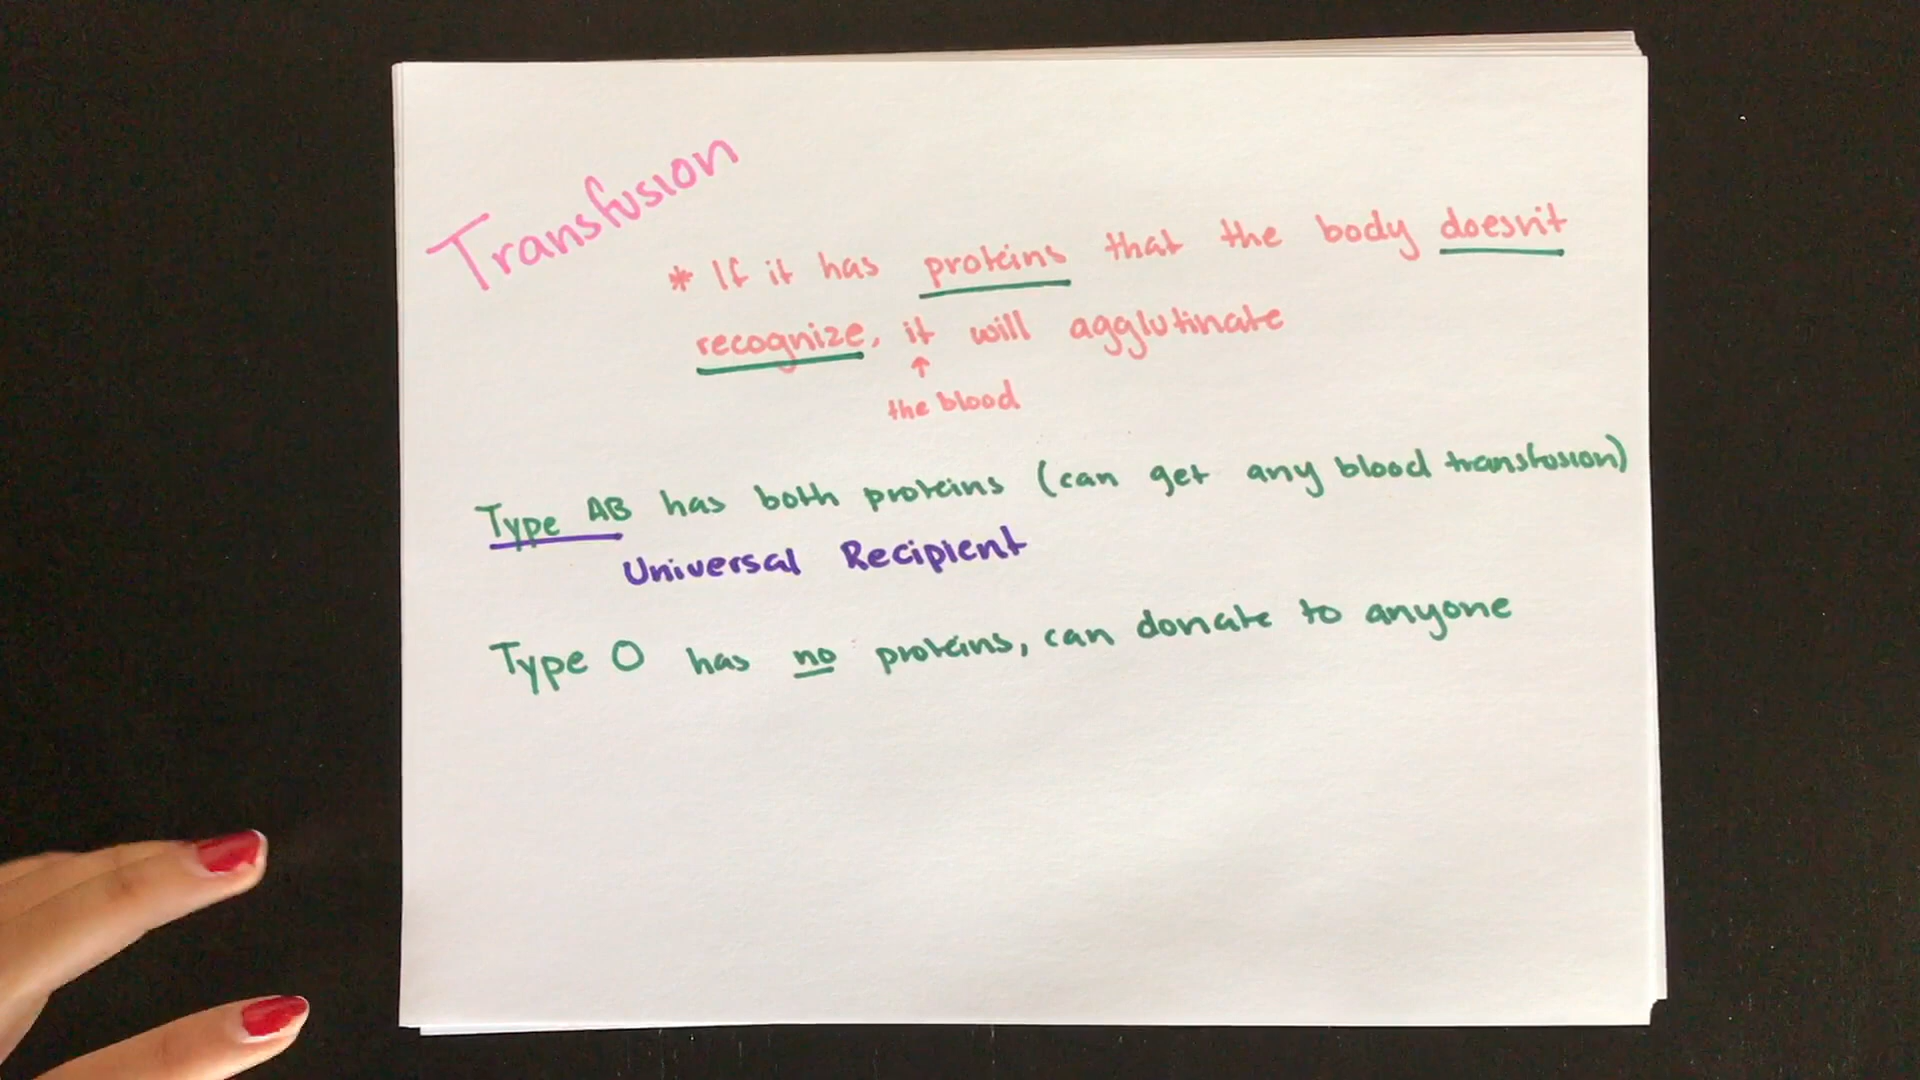 Transfusion
* If it has proteins that the body doesn't
recognize, it will agglutinate
↑
the blood
Type AB has both proteins (can get any blood transfusion)
Universal Recipient
Type O has no proteins, can donate to anyone